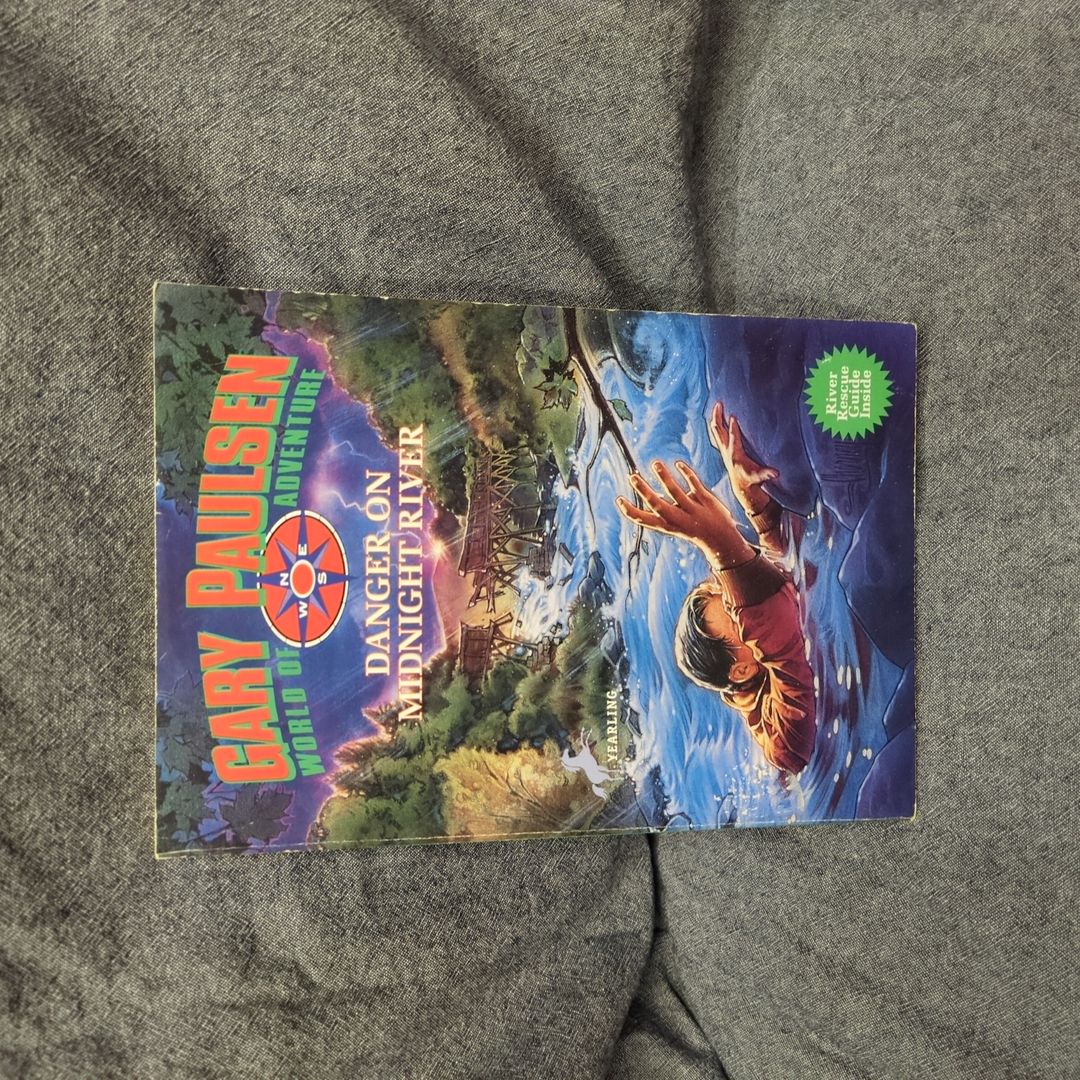 GARY PAULSEN
WORLD OF ADVENTURE
N
W E
S
DANGER ON
MIDNIGHT RIVER
YEARLING
River
Rescue
Guide
Inside